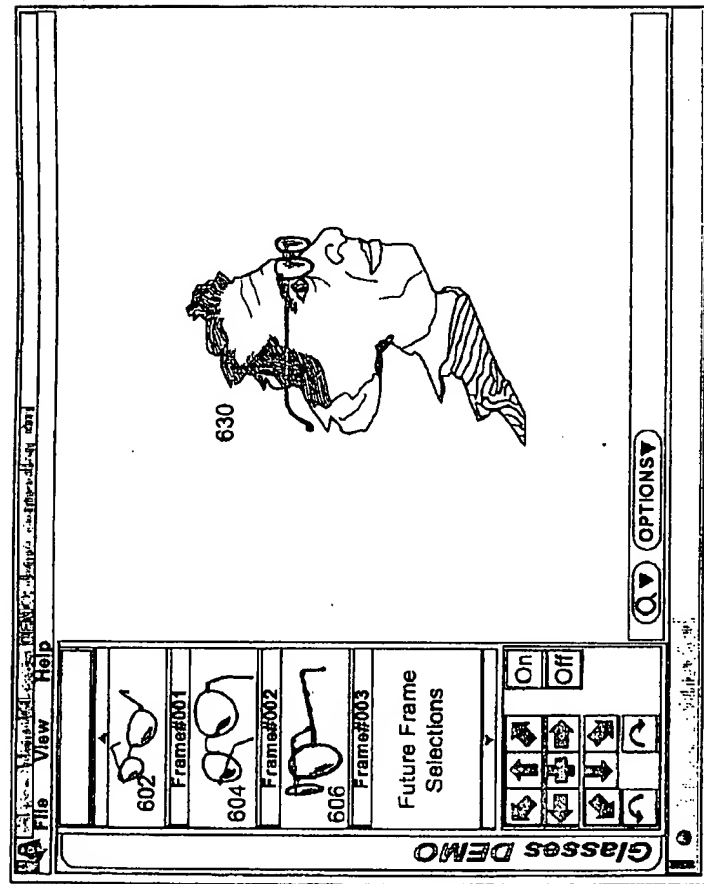 File View Help
Glasses DEMO
602
Frame#001
604
Frame#002
606
Frame#003
Future Frame
Selections
On
Off
630
OPTIONS